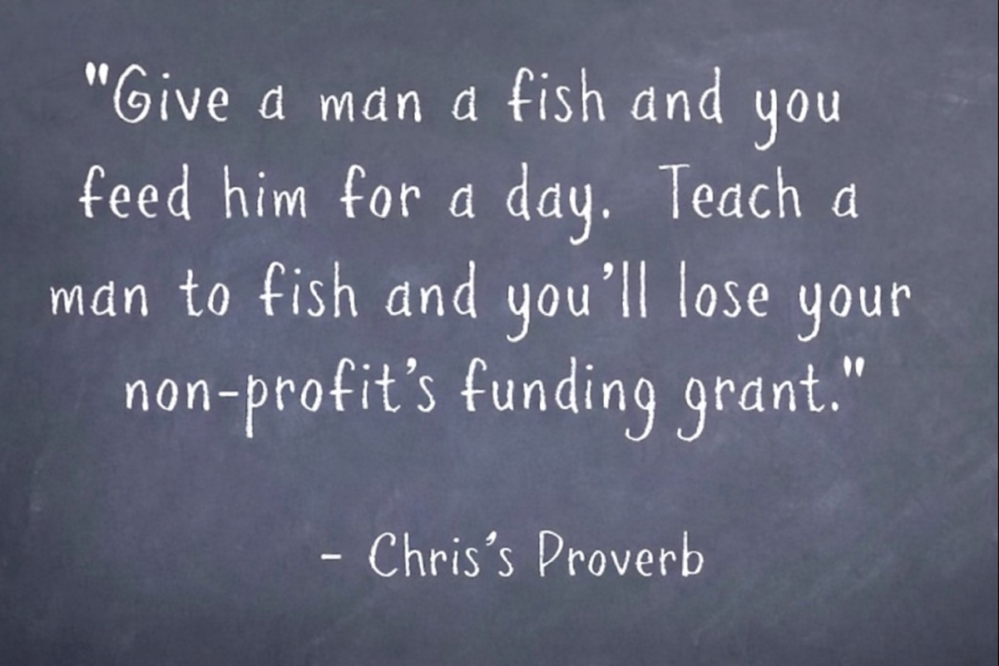 "Give a man a fish and you
feed him for a day.  Teach a
man to fish and you'll lose your
non-profit's funding grant."
- Chris's Proverb